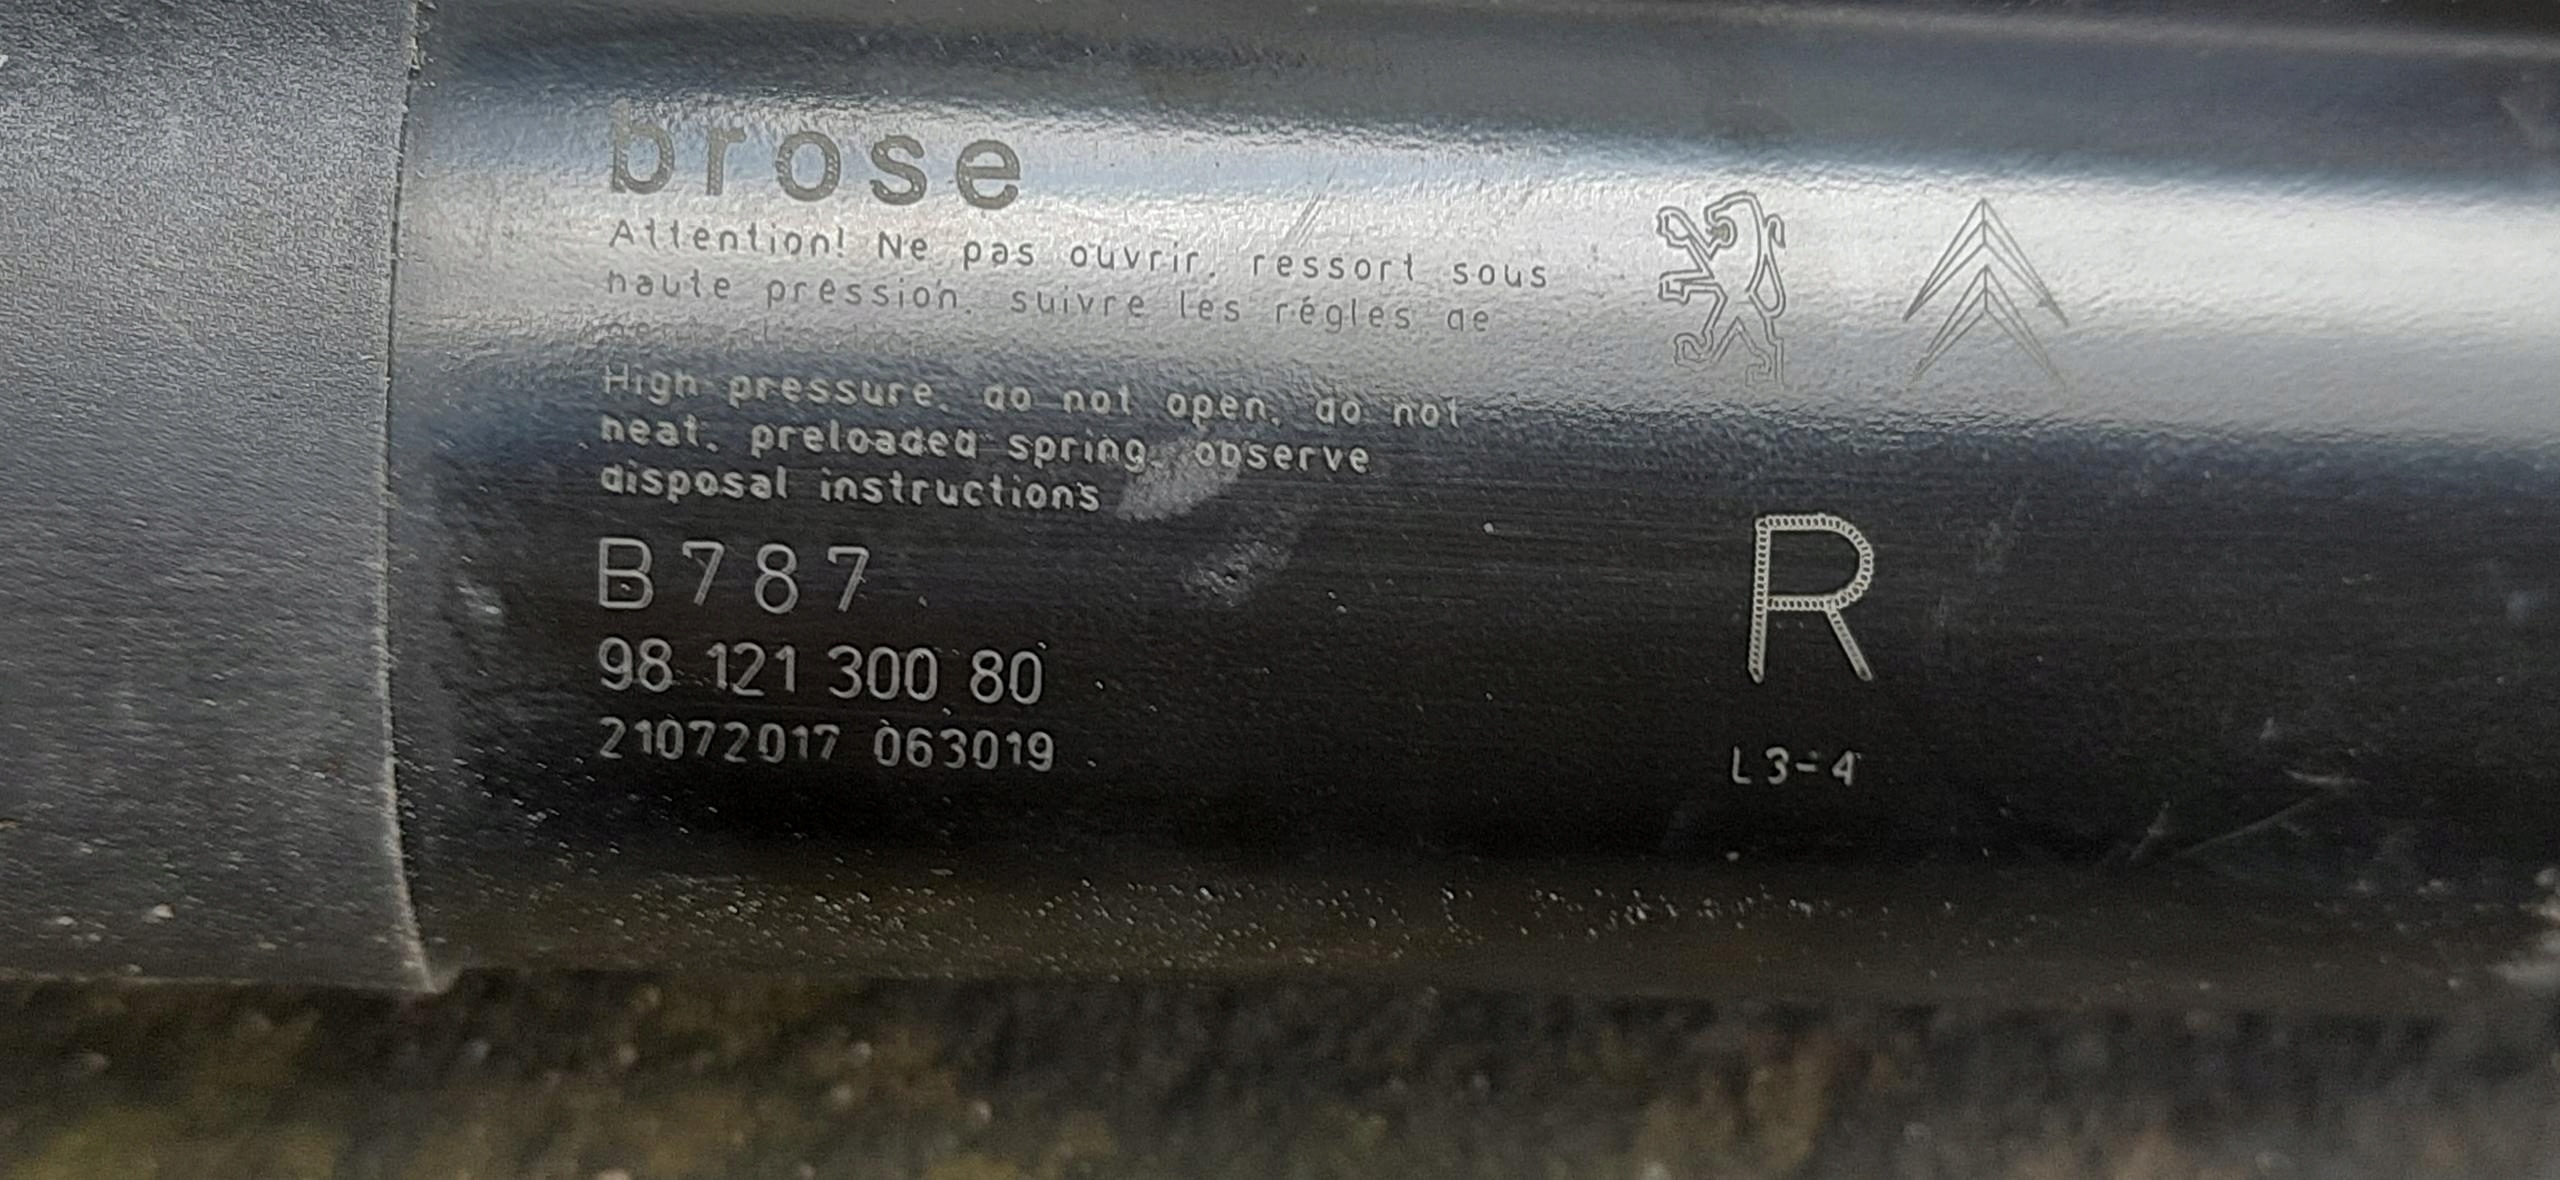 brose
Attention! Ne pas ouvrir, ressort sous
haute pression, suivre les régles de
High pressure, do not open, do not
heat, preloaded spring, observe
disposal instructions
B787
98 121 300 80
21072017 063019
R
L3-4